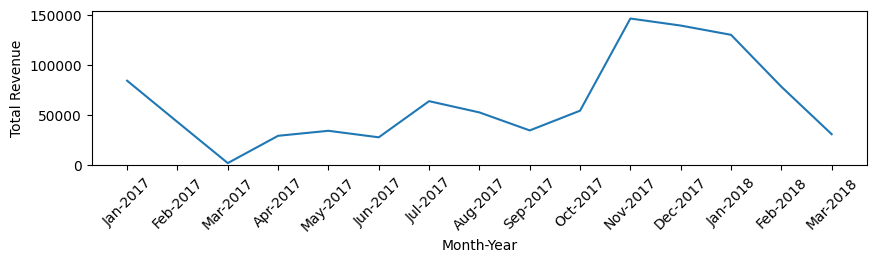 Total Revenue
150000
100000
50000
0
Jan-2017
Feb-2017
Mar-2017
Apr-2017
May-2017
Jun-2017
Jul-2017
Aug-2017
Sep-2017
Oct-2017
Nov-2017
Dec-2017
Jan-2018
Feb-2018
Mar-2018
Month-Year